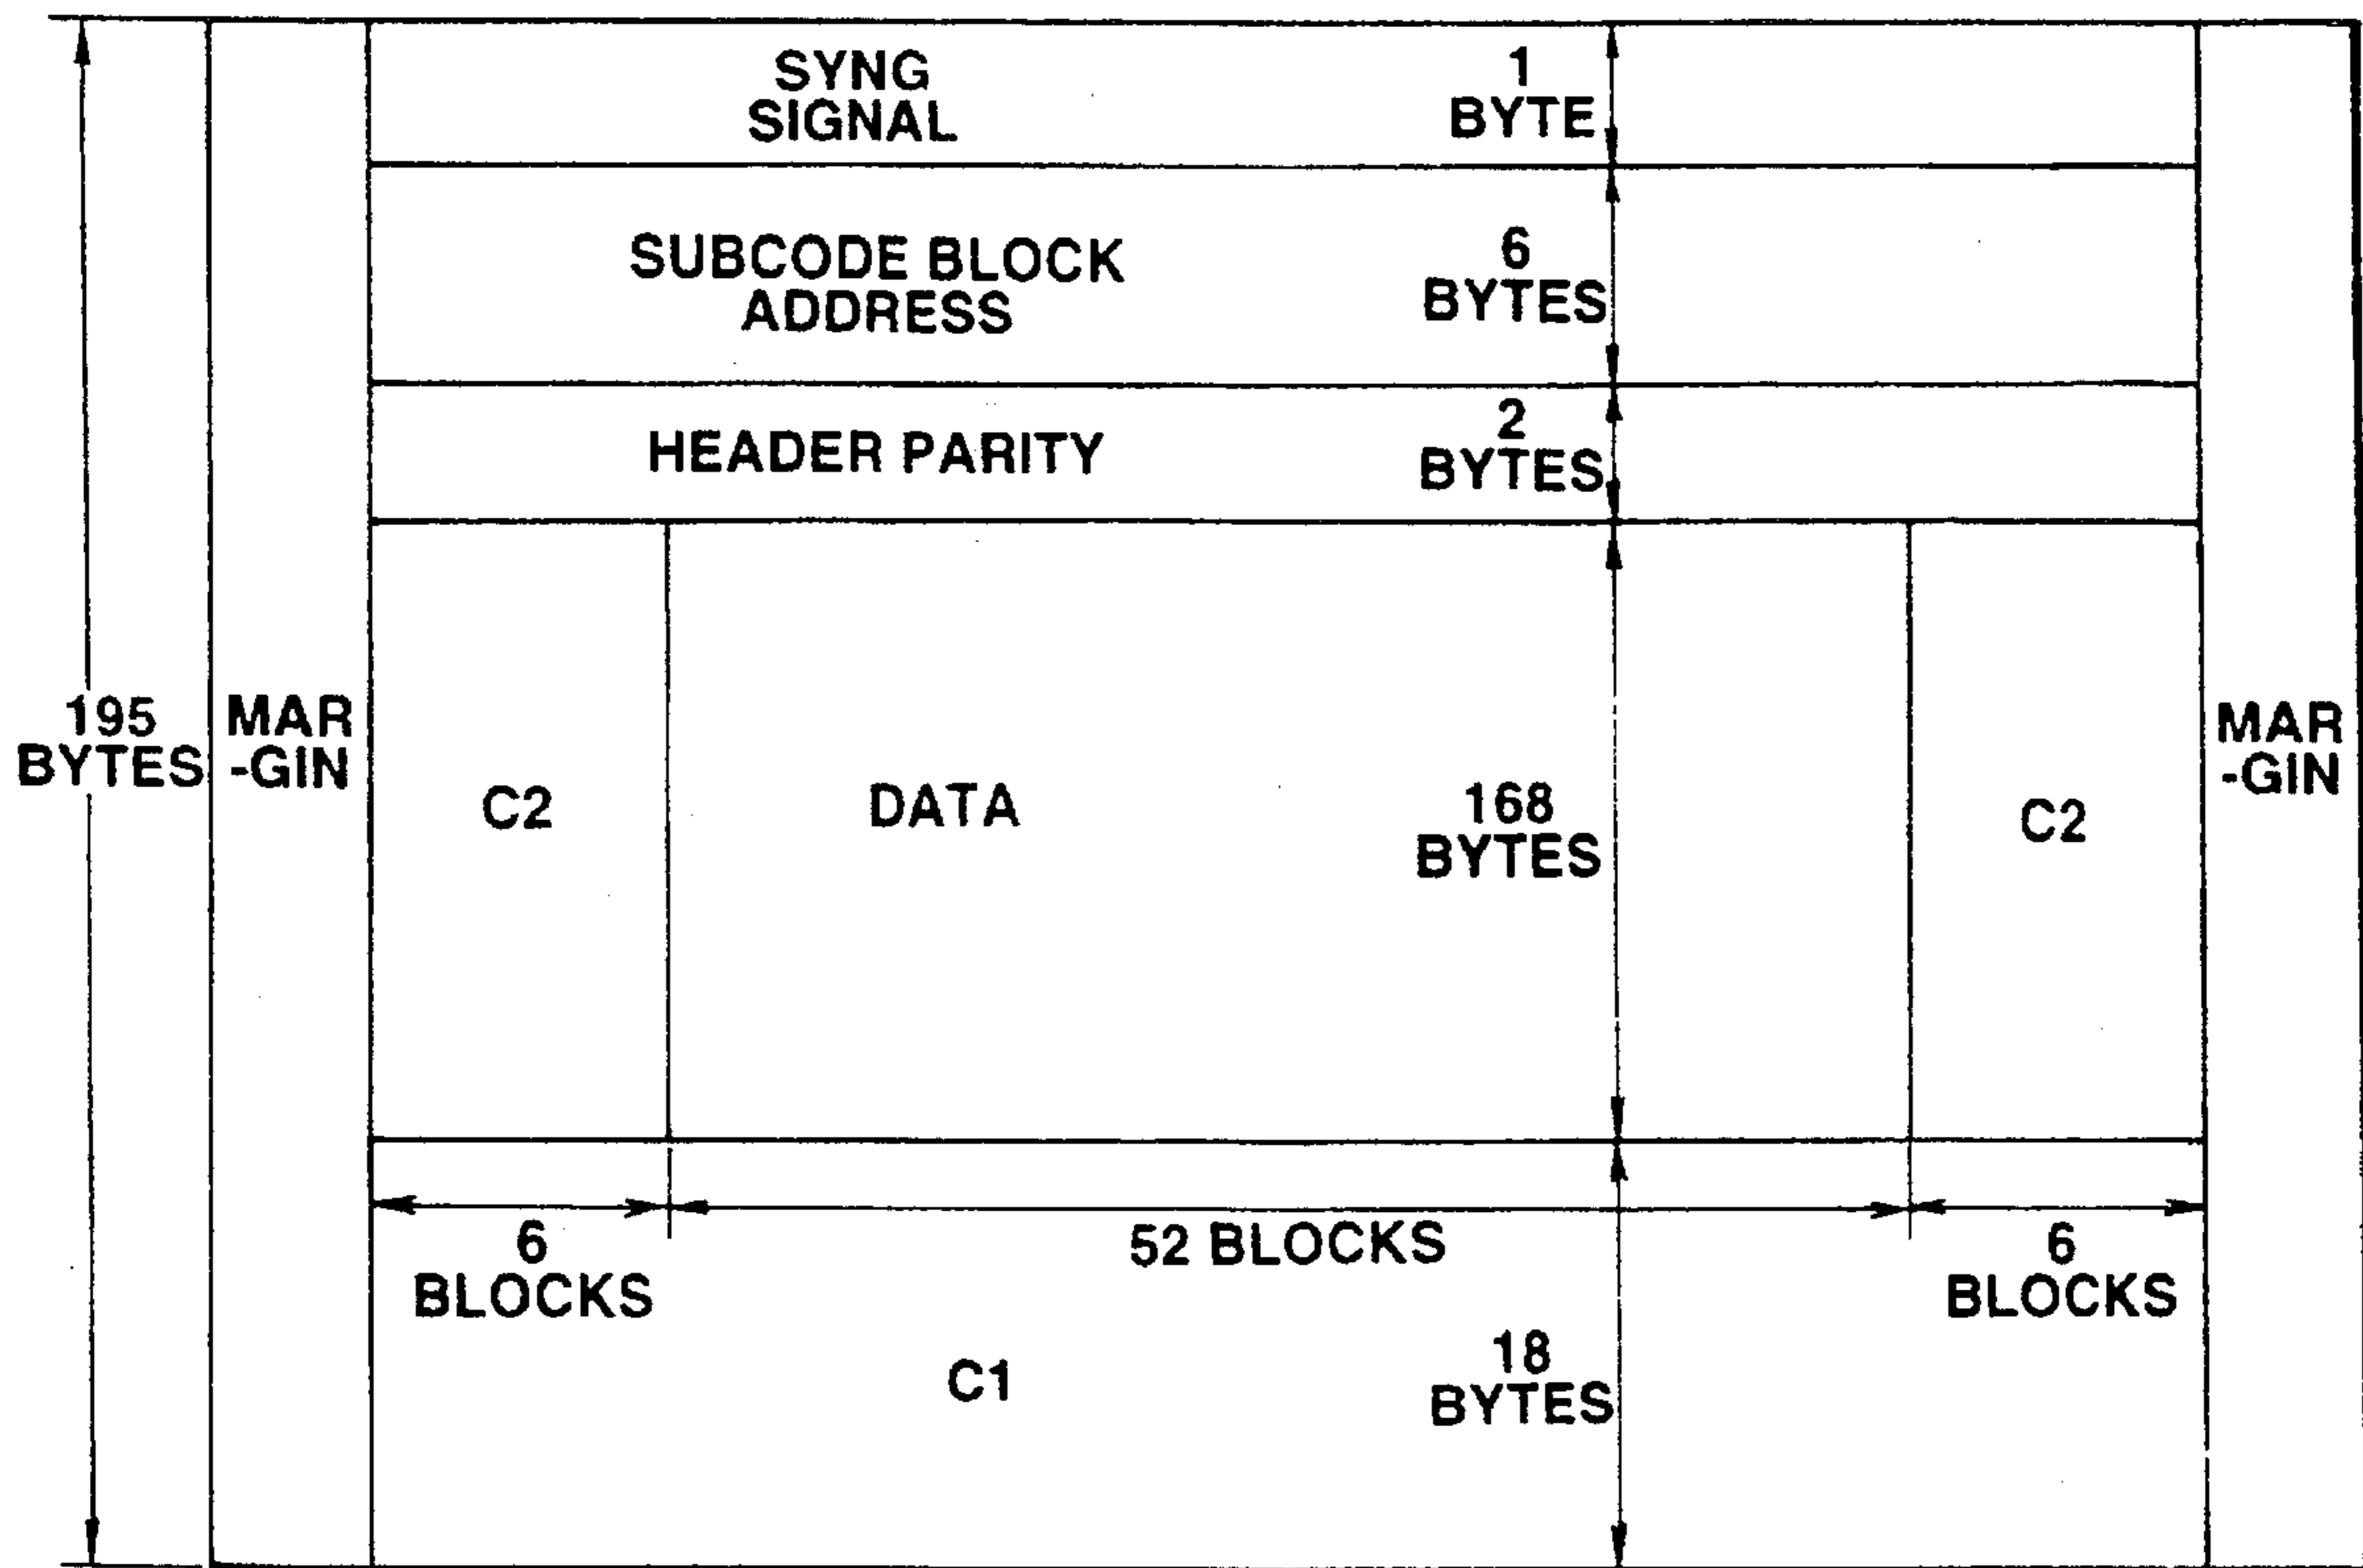 SYNG
SIGNAL
1
BYTE
SUBCODE BLOCK
ADDRESS
6
BYTES
HEADER PARITY
2
BYTES
195
BYTES
MAR
-GIN
C2
DATA
168
BYTES
C2
MAR
-GIN
6
BLOCKS
52 BLOCKS
6
BLOCKS
C1
18
BYTES